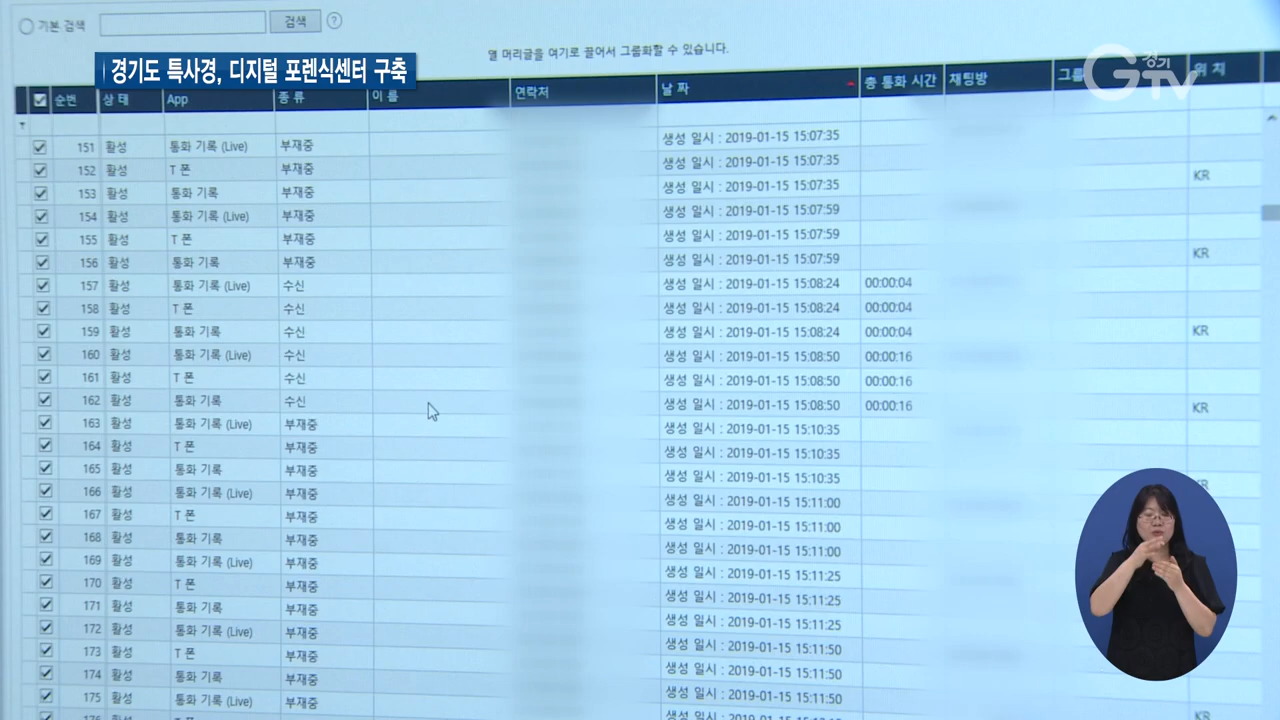 기본 검색 검색 ?
열 머리글을 여기로 끌어서 그룹화할 수 있습니다.
경기도 특사경, 디지털 포렌식센터 구축
경기 GTV
순번 상태 App 종류 이름 연락처 날짜 총 통화 시간 채팅방 그룹 위치
151 활성 통화 기록 (Live) 부재중 생성 일시 : 2019-01-15 15:07:35
152 활성 T 폰 부재중 생성 일시 : 2019-01-15 15:07:35
153 활성 통화 기록 부재중 생성 일시 : 2019-01-15 15:07:35 KR
154 활성 통화 기록 (Live) 부재중 생성 일시 : 2019-01-15 15:07:59
155 활성 T 폰 부재중 생성 일시 : 2019-01-15 15:07:59
156 활성 통화 기록 부재중 생성 일시 : 2019-01-15 15:07:59 KR
157 활성 통화 기록 (Live) 수신 생성 일시 : 2019-01-15 15:08:24 00:00:04
158 활성 T 폰 수신 생성 일시 : 2019-01-15 15:08:24 00:00:04
159 활성 통화 기록 수신 생성 일시 : 2019-01-15 15:08:24 00:00:04 KR
160 활성 통화 기록 (Live) 수신 생성 일시 : 2019-01-15 15:08:50 00:00:16
161 활성 T 폰 수신 생성 일시 : 2019-01-15 15:08:50 00:00:16
162 활성 통화 기록 수신 생성 일시 : 2019-01-15 15:08:50 00:00:16 KR
163 활성 통화 기록 (Live) 부재중 생성 일시 : 2019-01-15 15:10:35
164 활성 T 폰 부재중 생성 일시 : 2019-01-15 15:10:35
165 활성 통화 기록 부재중 생성 일시 : 2019-01-15 15:10:35
166 활성 통화 기록 (Live) 부재중 생성 일시 : 2019-01-15 15:11:00
167 활성 T 폰 부재중 생성 일시 : 2019-01-15 15:11:00
168 활성 통화 기록 부재중 생성 일시 : 2019-01-15 15:11:00
169 활성 통화 기록 (Live) 부재중 생성 일시 : 2019-01-15 15:11:25
170 활성 T 폰 부재중 생성 일시 : 2019-01-15 15:11:25
171 활성 통화 기록 부재중 생성 일시 : 2019-01-15 15:11:25
172 활성 통화 기록 (Live) 부재중 생성 일시 : 2019-01-15 15:11:50
173 활성 T 폰 부재중 생성 일시 : 2019-01-15 15:11:50
174 활성 통화 기록 부재중 생성 일시 : 2019-01-15 15:11:50
175 활성 통화 기록 (Live) 부재중 생성 일시 : 2019-01-15